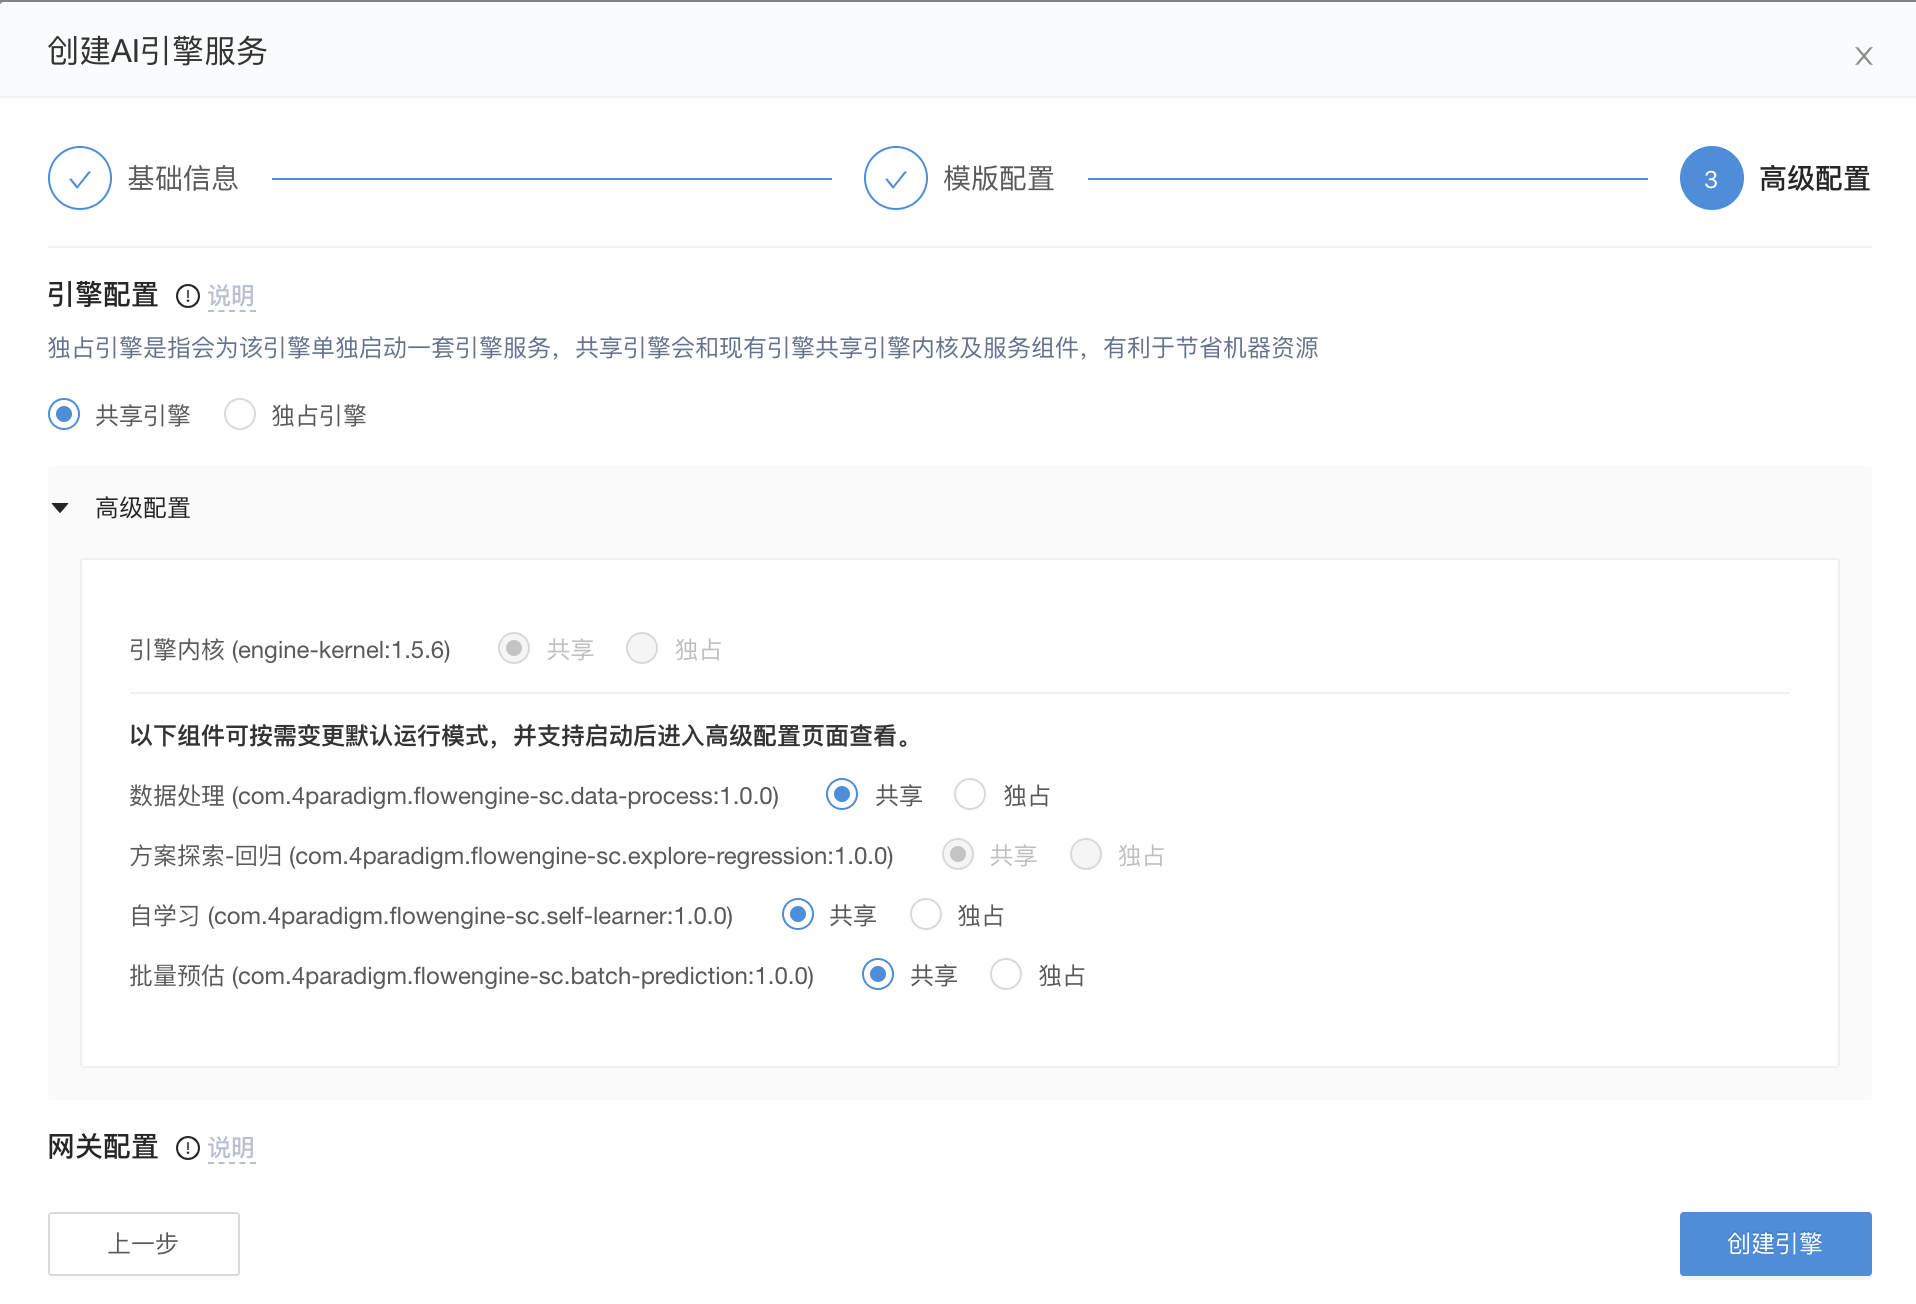 创建AI引擎服务
X
基础信息
模版配置
3 高级配置
引擎配置 说明
独占引擎是指会为该引擎单独启动一套引擎服务，共享引擎会和现有引擎共享引擎内核及服务组件，有利于节省机器资源
共享引擎 独占引擎
高级配置
引擎内核 (engine-kernel:1.5.6) 共享 独占
以下组件可按需变更默认运行模式，并支持启动后进入高级配置页面查看。
数据处理 (com.4paradigm.flowengine-sc.data-process:1.0.0) 共享 独占
方案探索-回归 (com.4paradigm.flowengine-sc.explore-regression:1.0.0) 共享 独占
自学习 (com.4paradigm.flowengine-sc.self-learner:1.0.0) 共享 独占
批量预估 (com.4paradigm.flowengine-sc.batch-prediction:1.0.0) 共享 独占
网关配置 说明
上一步
创建引擎